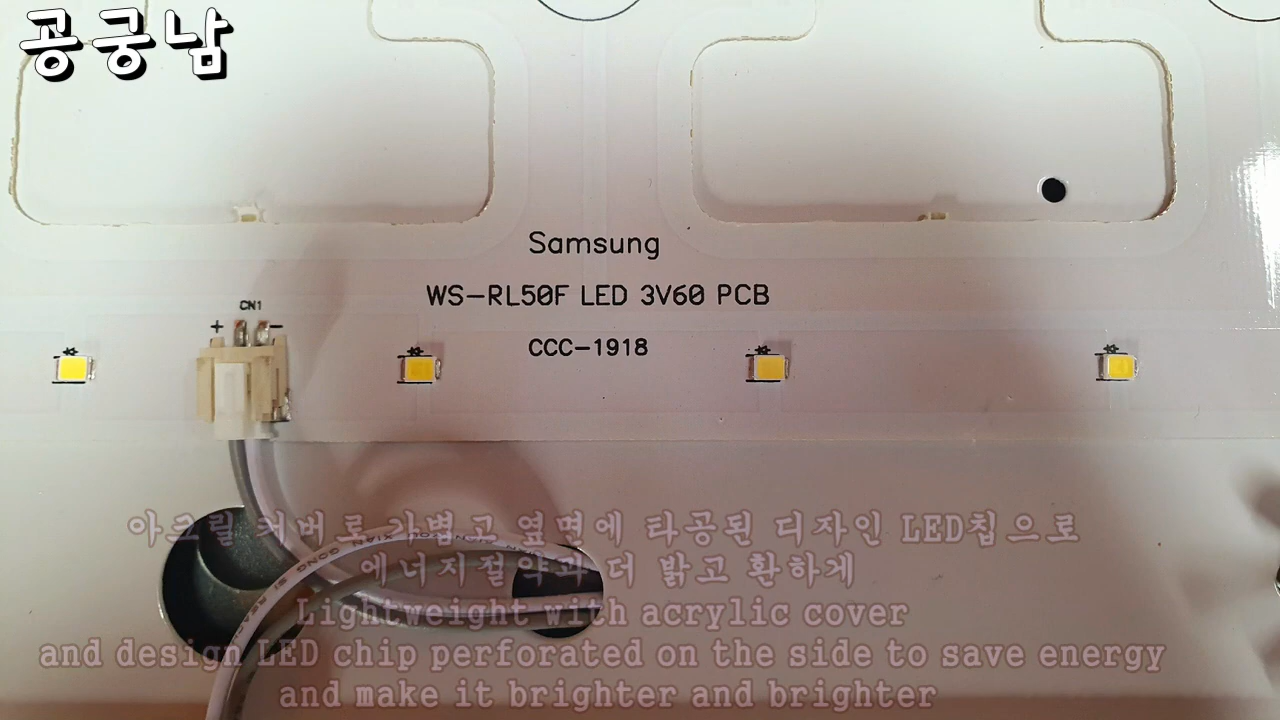 공궁남
Samsung
WS-RL50F LED 3V60 PCB
CN1
+ −
CCC-1918
아크릴 커버로 가볍고 옆면에 타공된 디자인 LED칩으로
에너지절약과 더 밝고 환하게
Lightweight with acrylic cover
and design LED chip perforated on the side to save energy
and make it brighter and brighter